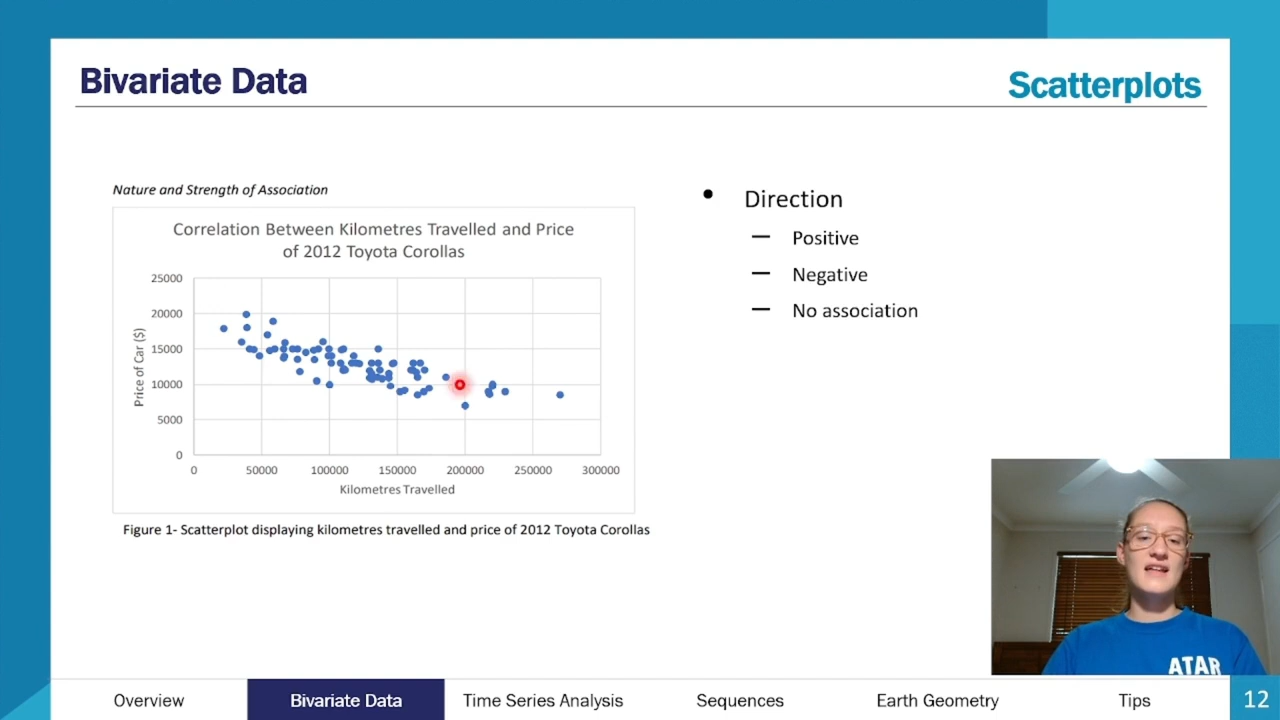 Bivariate Data
Scatterplots
Nature and Strength of Association
Correlation Between Kilometres Travelled and Price
of 2012 Toyota Corollas
Price of Car ($)
25000
20000
15000
10000
5000
0
0 50000 100000 150000 200000 250000 300000
Kilometres Travelled
Figure 1- Scatterplot displaying kilometres travelled and price of 2012 Toyota Corollas
• Direction
— Positive
— Negative
— No association
ATAR
Overview Bivariate Data Time Series Analysis Sequences Earth Geometry Tips 12